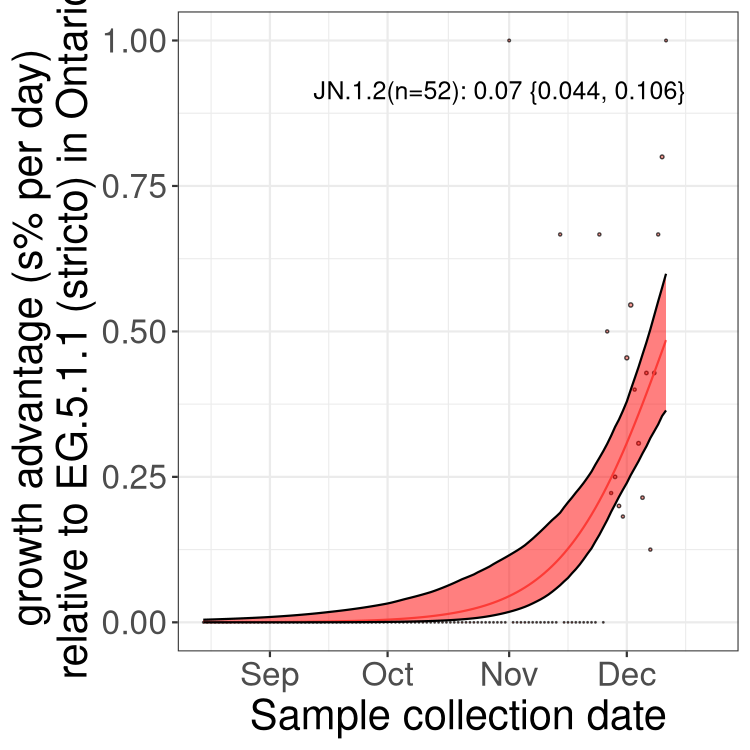 growth advantage (s% per day)
relative to EG.5.1.1 (stricto) in Ontario
1.00
0.75
0.50
0.25
0.00
JN.1.2(n=52): 0.07 {0.044, 0.106}
Sep Oct Nov Dec
Sample collection date